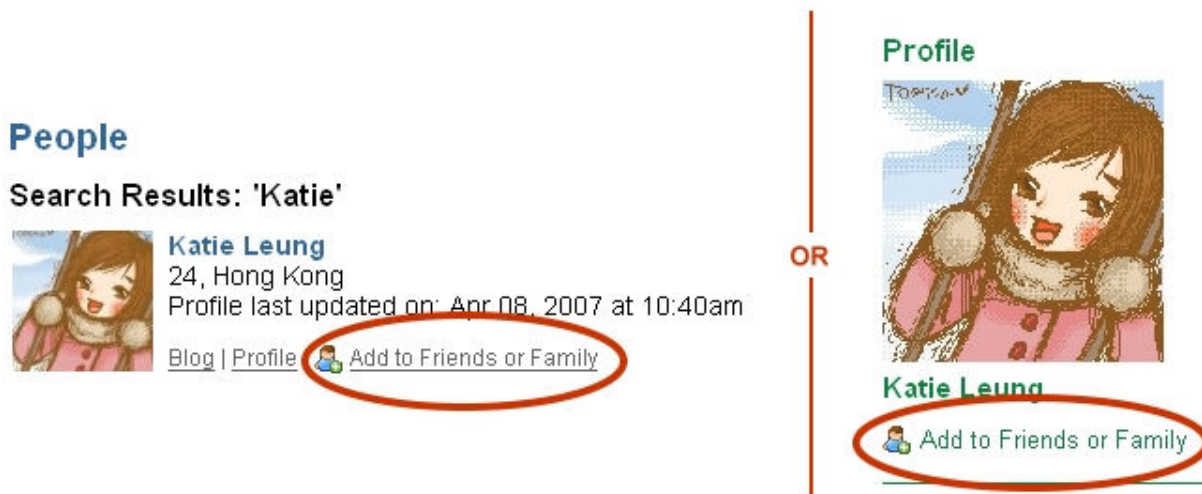 People
Search Results: 'Katie'
Katie Leung
24, Hong Kong
Profile last updated on: Apr 08, 2007 at 10:40am
Blog | Profile Add to Friends or Family
OR
Profile
Katie Leung
Add to Friends or Family